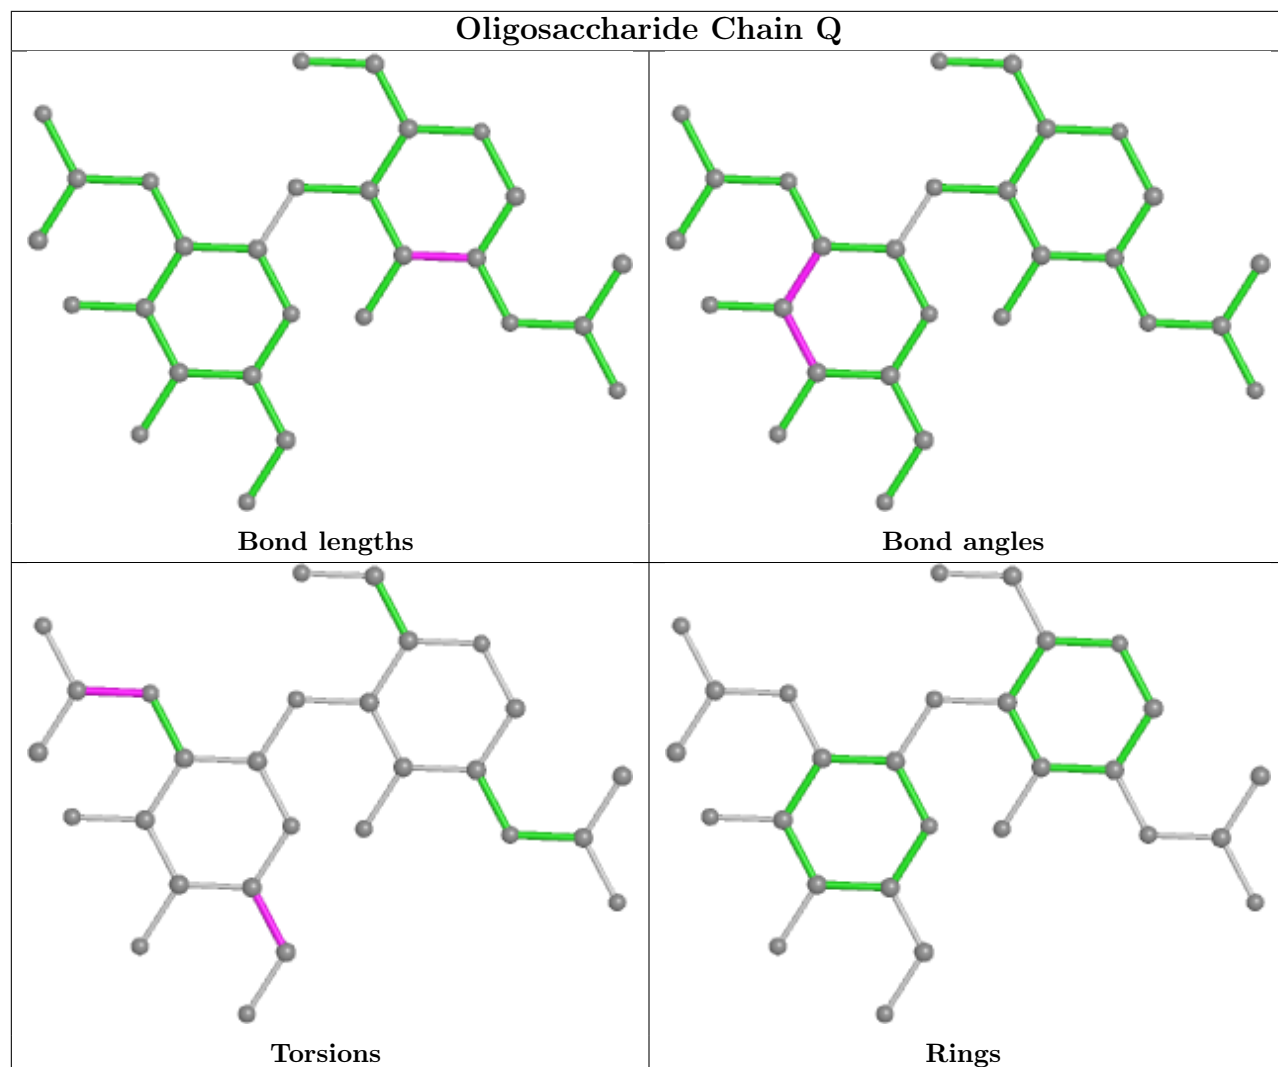 Oligosaccharide Chain Q
Bond lengths
Bond angles
Torsions
Rings